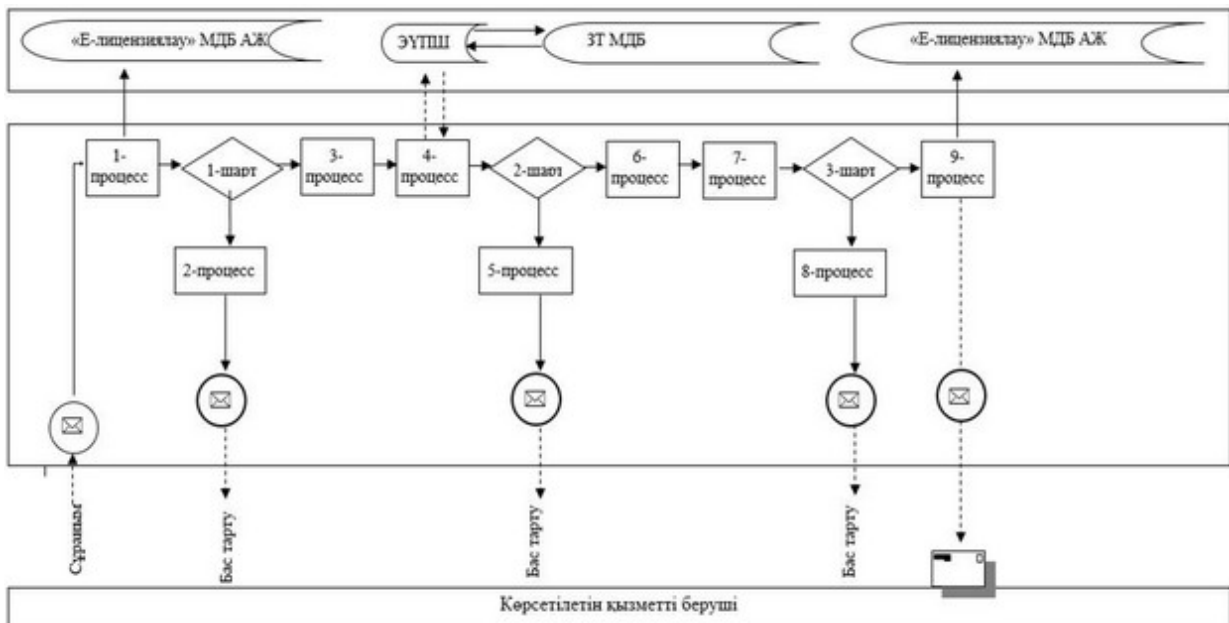 «Е-лицензиялау» МДБ АЖ
ЭҮПШ
ЗТ МДБ
«Е-лицензиялау» МДБ АЖ
1-
процесс
1-шарт
3-
процесс
4-
процесс
2-шарт
6-
процесс
7-
процесс
3-шарт
9-
процесс
2-процесс
5-процесс
8-процесс
Сұраным
Бас тарту
Бас тарту
Бас тарту
Көрсетілетін қызметті беруші